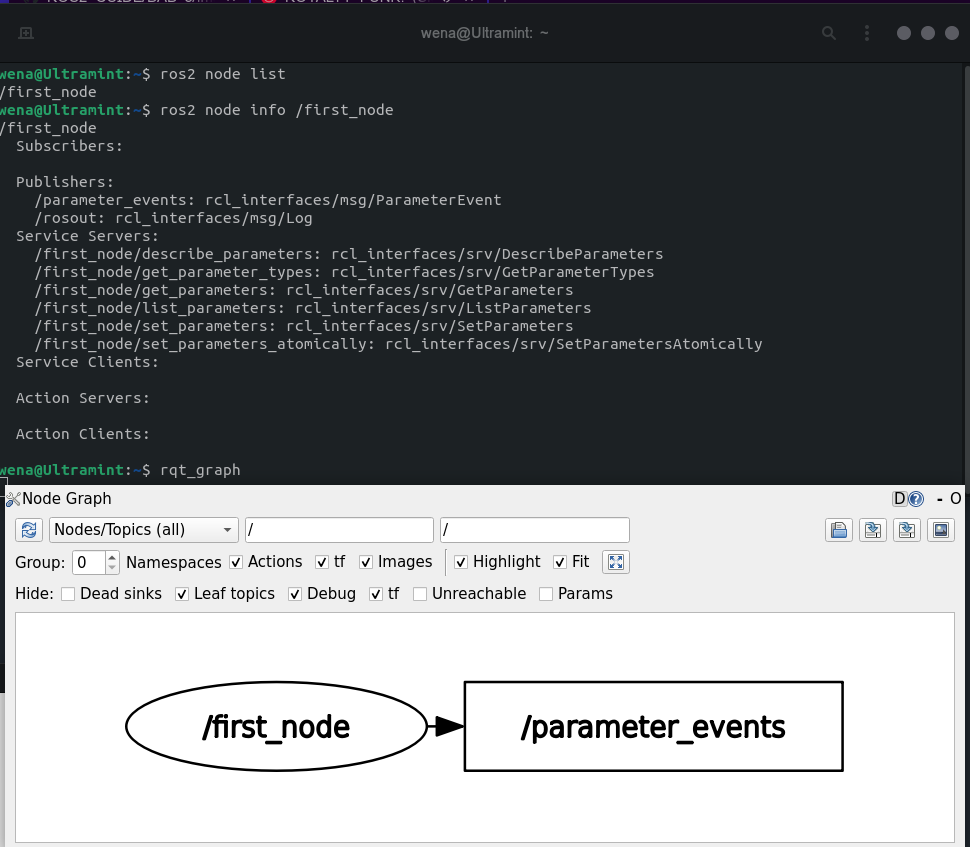 wena@Ultramint: ~
wena@Ultramint:~$ ros2 node list
/first_node
wena@Ultramint:~$ ros2 node info /first_node
/first_node
Subscribers:
Publishers:
/parameter_events: rcl_interfaces/msg/ParameterEvent
/rosout: rcl_interfaces/msg/Log
Service Servers:
/first_node/describe_parameters: rcl_interfaces/srv/DescribeParameters
/first_node/get_parameter_types: rcl_interfaces/srv/GetParameterTypes
/first_node/get_parameters: rcl_interfaces/srv/GetParameters
/first_node/list_parameters: rcl_interfaces/srv/ListParameters
/first_node/set_parameters: rcl_interfaces/srv/SetParameters
/first_node/set_parameters_atomically: rcl_interfaces/srv/SetParametersAtomically
Service Clients:
Action Servers:
Action Clients:
wena@Ultramint:~$ rqt_graph
Node Graph D ? - O
Nodes/Topics (all) / /
Group: 0 Namespaces Actions tf Images Highlight Fit
Hide: Dead sinks Leaf topics Debug tf Unreachable Params
/first_node /parameter_events